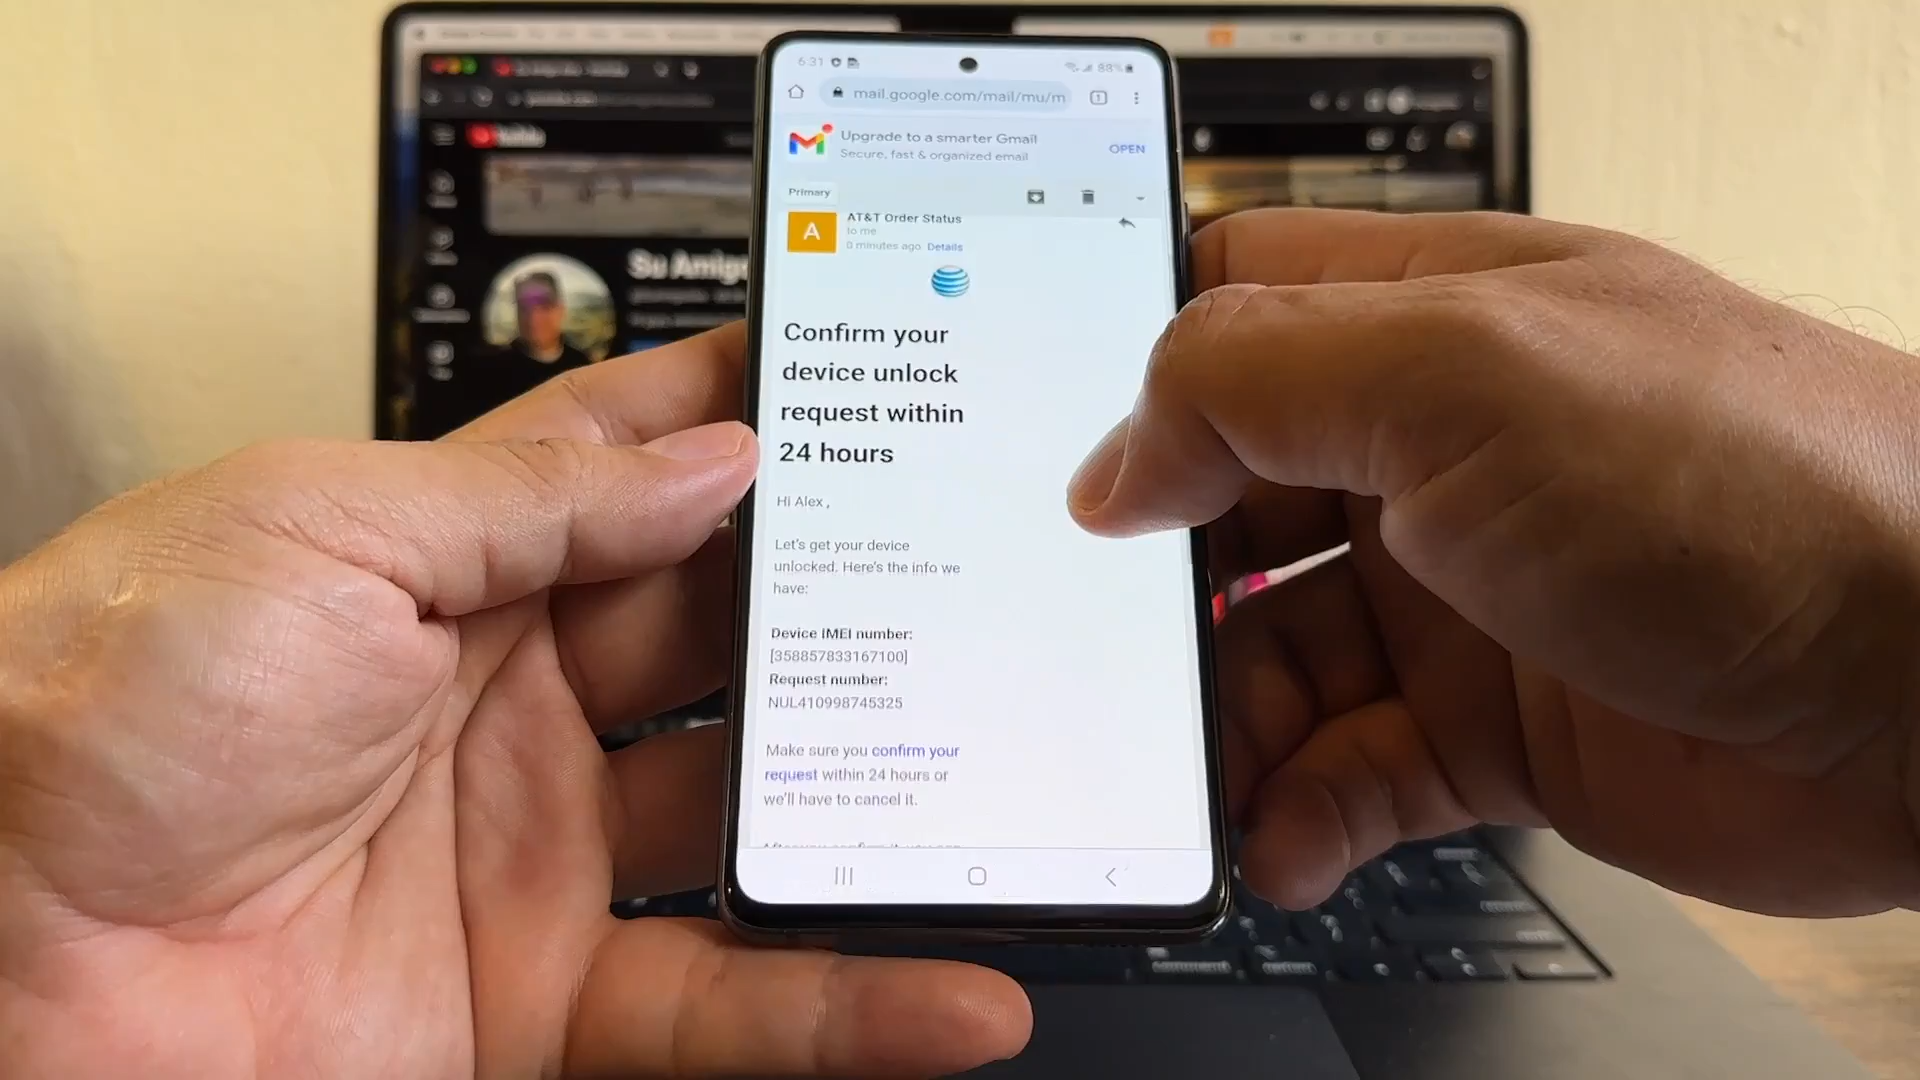 6:31
88%
mail.google.com/mail/mu/m
1
Upgrade to a smarter Gmail
Secure, fast & organized email
OPEN
Primary
A
AT&T Order Status
to me
0 minutes ago Details
Confirm your
device unlock
request within
24 hours
Hi Alex ,
Let's get your device
unlocked. Here's the info we
have:
Device IMEI number:
[358857833167100]
Request number:
NUL410998745325
Make sure you confirm your
request within 24 hours or
we'll have to cancel it.
Su Amigo